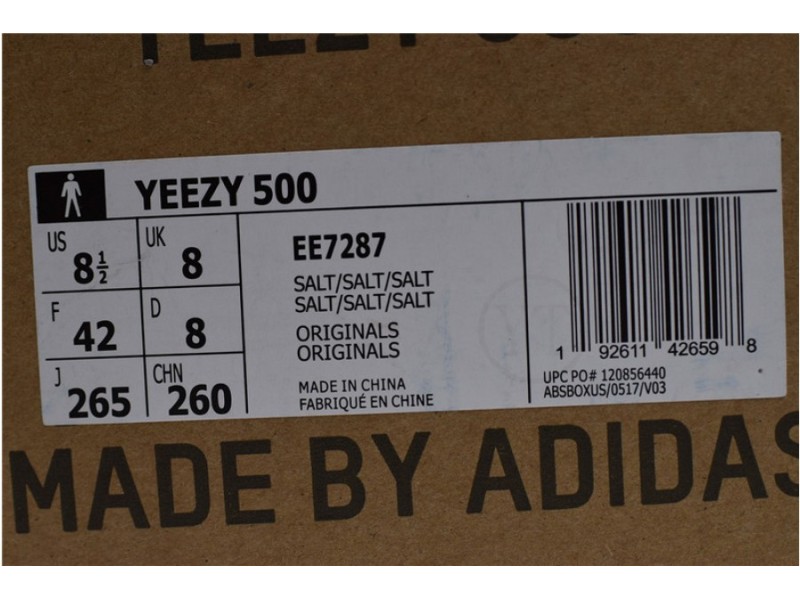 YEEZY 500
YEEZY 500
US 8½ UK 8
F 42 D 8
J 265 CHN 260
EE7287
SALT/SALT/SALT
SALT/SALT/SALT
ORIGINALS
ORIGINALS
MADE IN CHINA
FABRIQUÉ EN CHINE
1 92611 42659 8
UPC PO# 120856440
ABSBOXUS/0517/V03
MADE BY ADIDAS